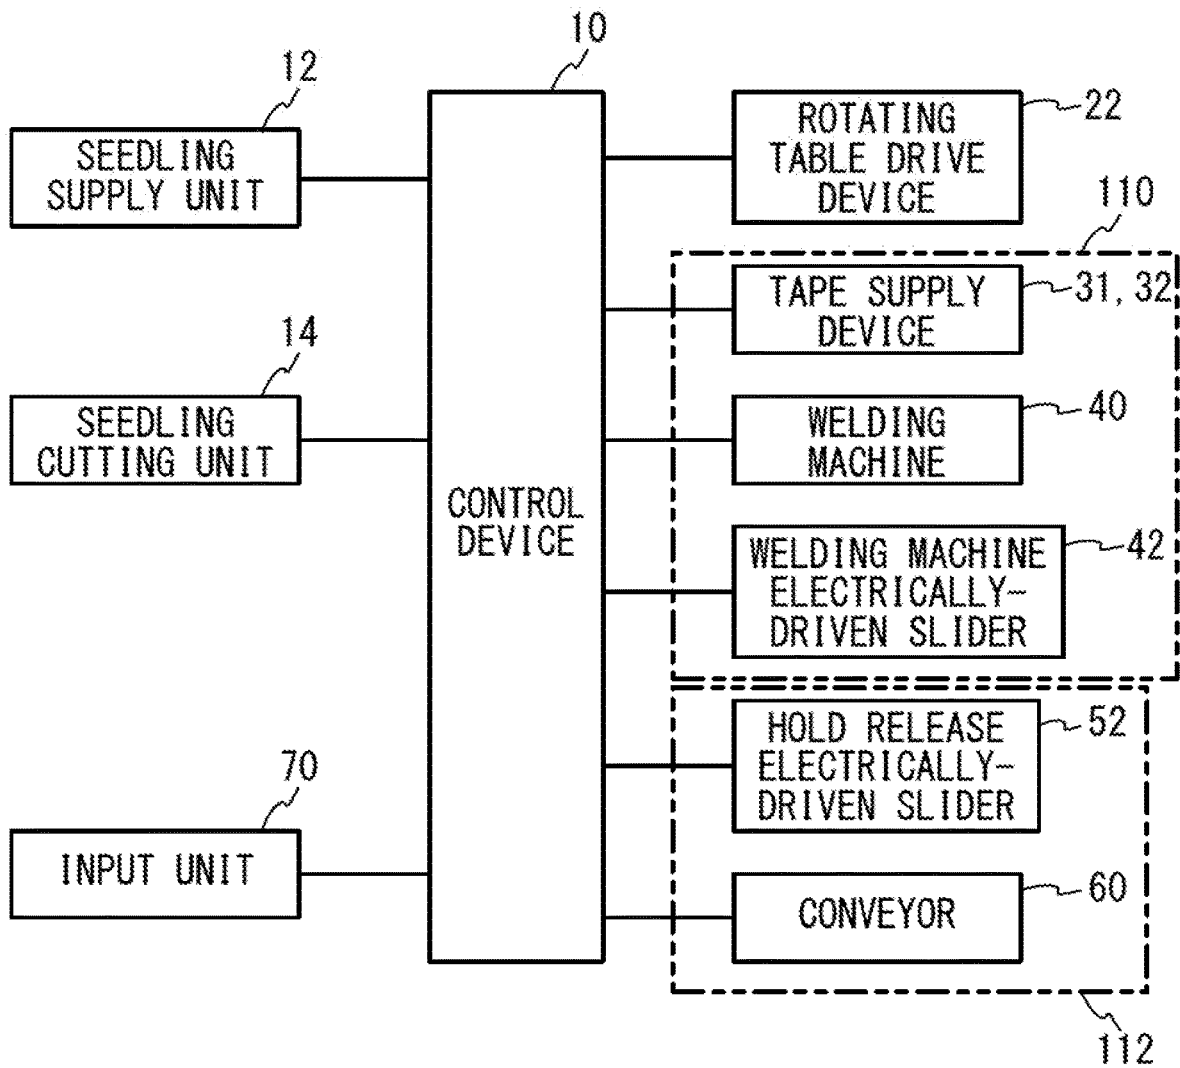 10
12
SEEDLING
SUPPLY UNIT
14
SEEDLING
CUTTING UNIT
70
INPUT UNIT
CONTROL
DEVICE
22
ROTATING
TABLE DRIVE
DEVICE
110
TAPE SUPPLY
DEVICE
31, 32
WELDING
MACHINE
40
WELDING MACHINE
ELECTRICALLY-
DRIVEN SLIDER
42
HOLD RELEASE
ELECTRICALLY-
DRIVEN SLIDER
52
CONVEYOR
60
112